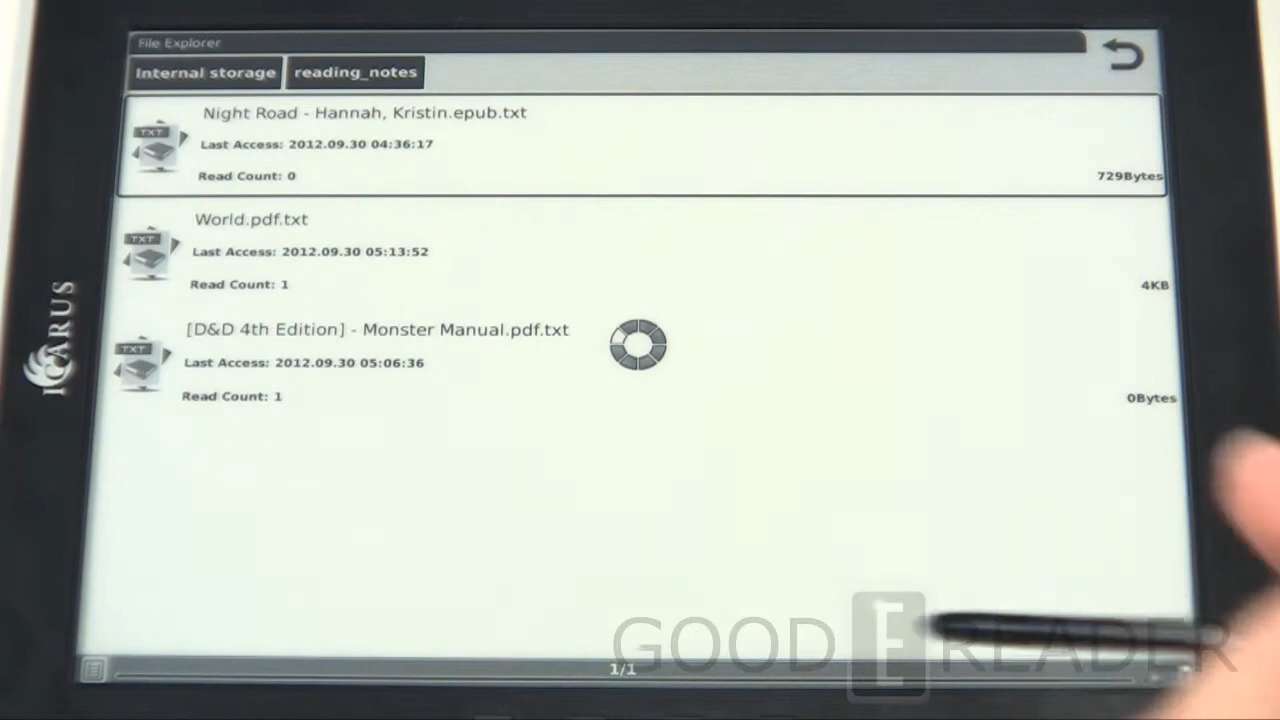 File Explorer
Internal storage
reading_notes
Night Road - Hannah, Kristin.epub.txt
TXT
Last Access: 2012.09.30 04:36:17
Read Count: 0
729Bytes
World.pdf.txt
TXT
Last Access: 2012.09.30 05:13:52
Read Count: 1
4KB
[D&D 4th Edition] - Monster Manual.pdf.txt
TXT
Last Access: 2012.09.30 05:06:36
Read Count: 1
0Bytes
ICARUS
GOOD E READER
1/1